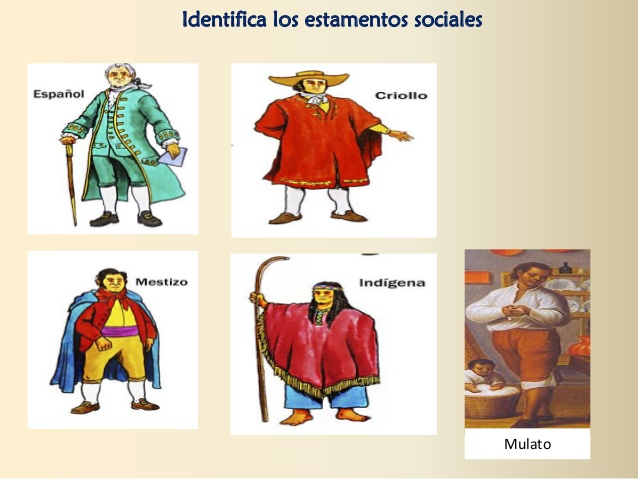 Identifica los estamentos sociales
Español
Criollo
Mestizo
Indígena
Mulato